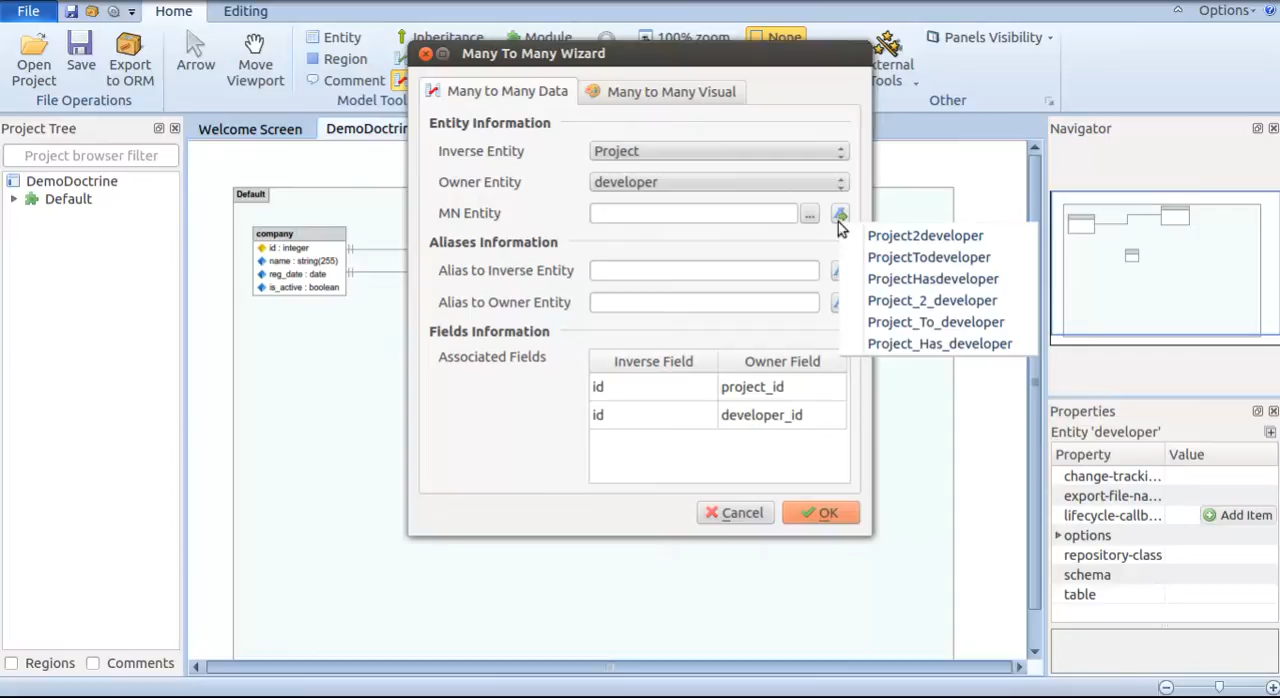 File
Home
Editing
Options
Open Project
Save
Export to ORM
File Operations
Arrow
Move Viewport
Entity
Region
Comment
Inheritance
Module
100% zoom
None
Model Tool
Tools
Panels Visibility
Other
Many To Many Wizard
Many to Many Data
Many to Many Visual
Entity Information
Inverse Entity
Project
Owner Entity
developer
MN Entity
...
Aliases Information
Alias to Inverse Entity
Alias to Owner Entity
Fields Information
Associated Fields
Inverse Field Owner Field
id project_id
id developer_id
Cancel
OK
Project2developer
ProjectTodeveloper
ProjectHasdeveloper
Project_2_developer
Project_To_developer
Project_Has_developer
Project Tree
Project browser filter
DemoDoctrine
Default
Regions
Comments
Welcome Screen
DemoDoctrin
Default
company
id : integer
name : string(255)
reg_date : date
is_active : boolean
Navigator
Properties
Entity 'developer'
Property Value
change-tracki...
export-file-na...
lifecycle-callb... Add Item
options
repository-class
schema
table